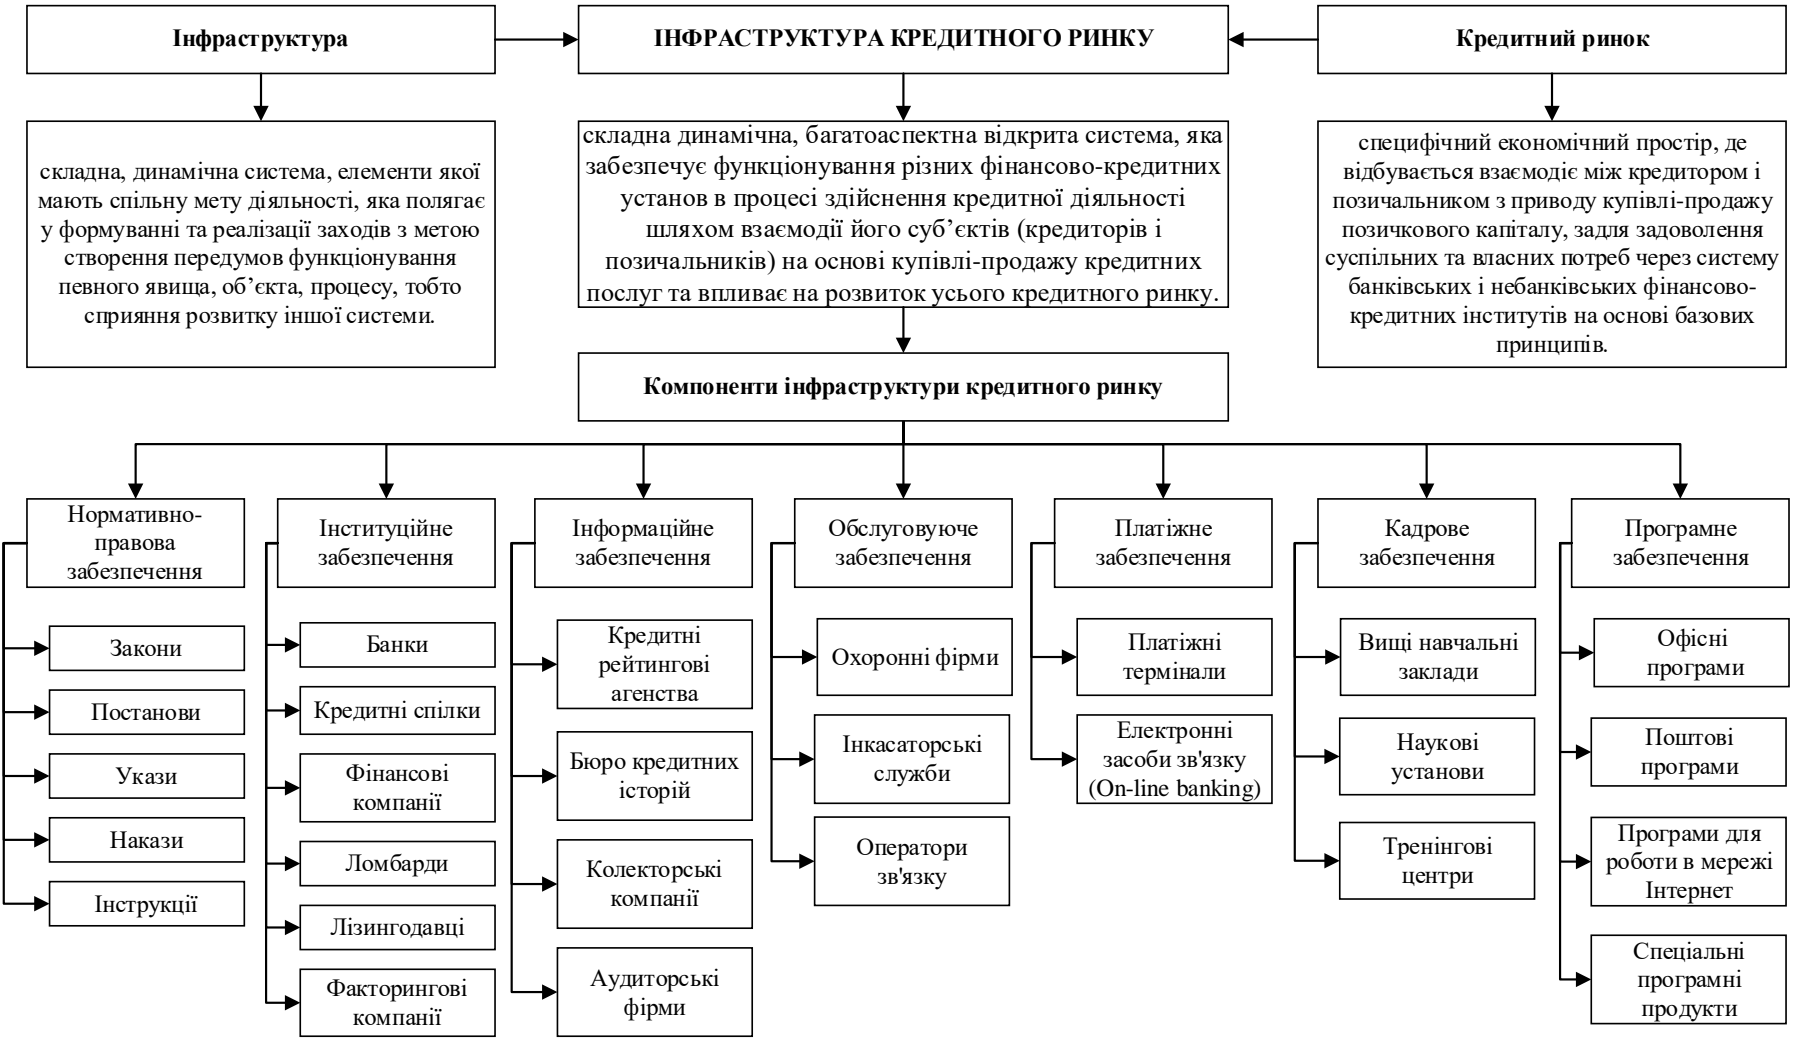 Інфраструктура
ІНФРАСТРУКТУРА КРЕДИТНОГО РИНКУ
Кредитний ринок
складна, динамічна система, елементи якої
мають спільну мету діяльності, яка полягає
у формуванні та реалізації заходів з метою
створення передумов функціонування
певного явища, об’єкта, процесу, тобто
сприяння розвитку іншої системи.
складна динамічна, багатоаспектна відкрита система, яка
забезпечує функціонування різних фінансово-кредитних
установ в процесі здійснення кредитної діяльності
шляхом взаємодії його суб’єктів (кредиторів і
позичальників) на основі купівлі-продажу кредитних
послуг та впливає на розвиток усього кредитного ринку.
специфічний економічний простір, де
відбувається взаємодіє між кредитором і
позичальником з приводу купівлі-продажу
позичкового капіталу, задля задоволення
суспільних та власних потреб через систему
банківських і небанківських фінансово-
кредитних інститутів на основі базових
принципів.
Компоненти інфраструктури кредитного ринку
Нормативно-
правова
забезпечення
Закони
Постанови
Укази
Накази
Інструкції
Інституційне
забезпечення
Банки
Кредитні спілки
Фінансові
компанії
Ломбарди
Лізингодавці
Факторингові
компанії
Інформаційне
забезпечення
Кредитні
рейтингові
агенства
Бюро кредитних
історій
Колекторські
компанії
Аудиторські
фірми
Обслуговуюче
забезпечення
Охоронні фірми
Інкасаторські
служби
Оператори
зв'язку
Платіжне
забезпечення
Платіжні
термінали
Електронні
засоби зв'язку
(On-line banking)
Кадрове
забезпечення
Вищі навчальні
заклади
Наукові
установи
Тренінгові
центри
Програмне
забезпечення
Офісні
програми
Поштові
програми
Програми для
роботи в мережі
Інтернет
Спеціальні
програмні
продукти